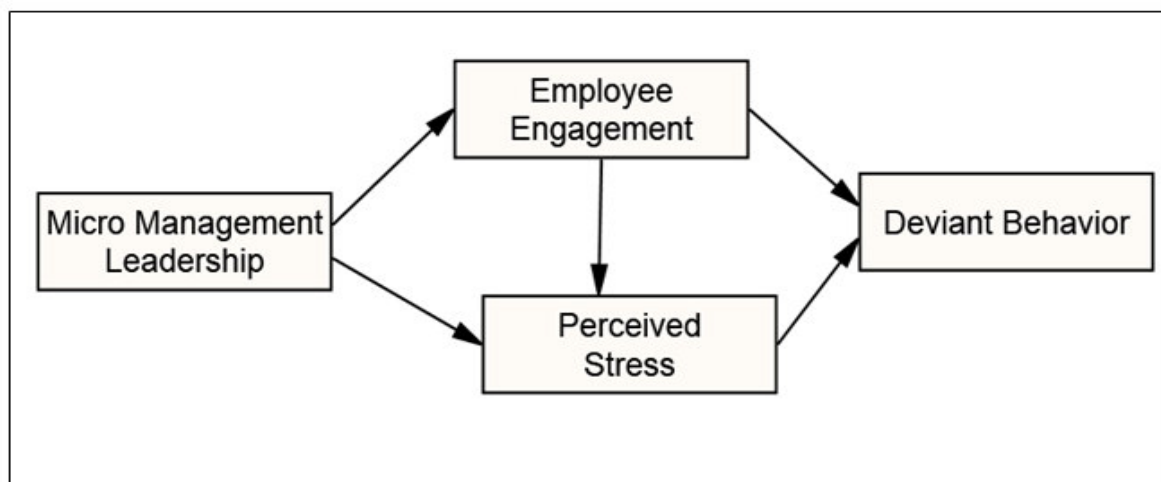 Employee
Engagement
Micro Management
Leadership
Deviant Behavior
Perceived
Stress